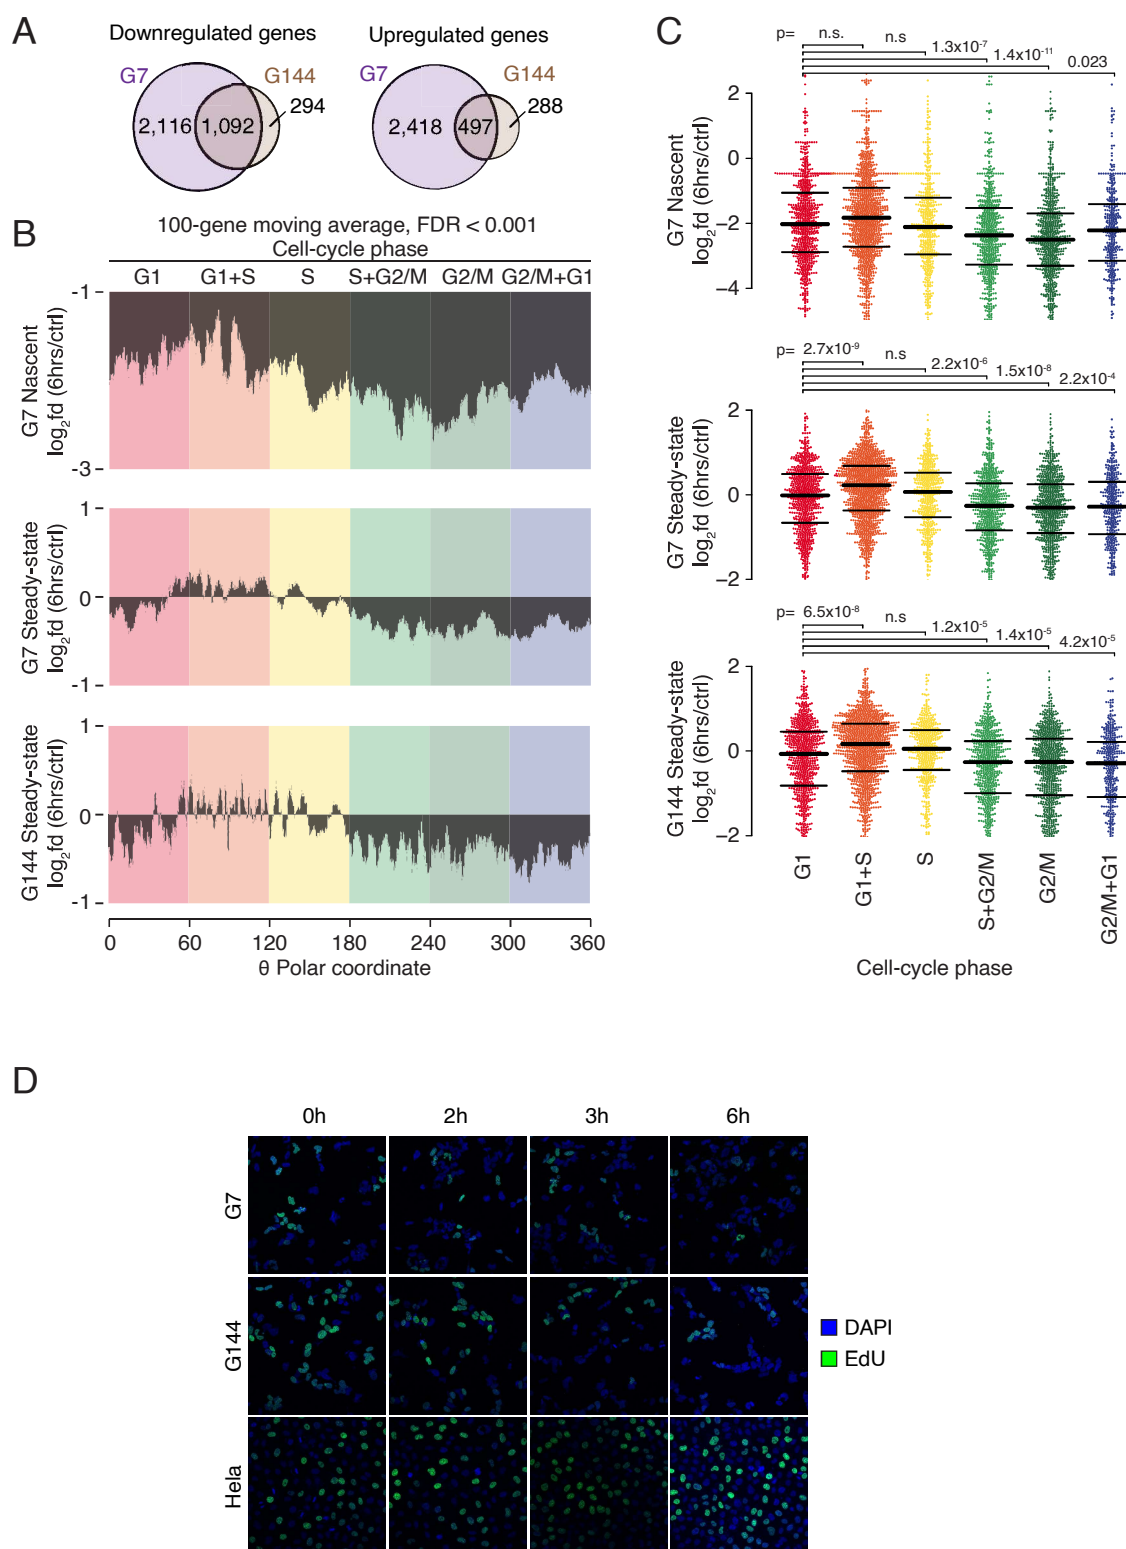 A
Downregulated genes
G7
G144
2,116
1,092
294
Upregulated genes
G7
G144
2,418
497
288
B
100-gene moving average, FDR < 0.001
Cell-cycle phase
G1 G1+S S S+G2/M G2/M G2/M+G1
G7 Nascent
log₂fd (6hrs/ctrl)
-1
-3
G7 Steady-state
log₂fd (6hrs/ctrl)
1
0
-1
G144 Steady-state
log₂fd (6hrs/ctrl)
1
0
-1
0 60 120 180 240 300 360
θ Polar coordinate
C
p= n.s. n.s 1.3x10⁻⁷ 1.4x10⁻¹¹ 0.023
G7 Nascent
log₂fd (6hrs/ctrl)
2
0
−2
−4
p= 2.7x10⁻⁹ n.s 2.2x10⁻⁶ 1.5x10⁻⁸ 2.2x10⁻⁴
G7 Steady-state
log₂fd (6hrs/ctrl)
2
0
−2
p= 6.5x10⁻⁸ n.s 1.2x10⁻⁵ 1.4x10⁻⁵ 4.2x10⁻⁵
G144 Steady-state
log₂fd (6hrs/ctrl)
2
0
−2
G1 G1+S S S+G2/M G2/M G2/M+G1
Cell-cycle phase
D
0h 2h 3h 6h
G7
G144
Hela
DAPI
EdU